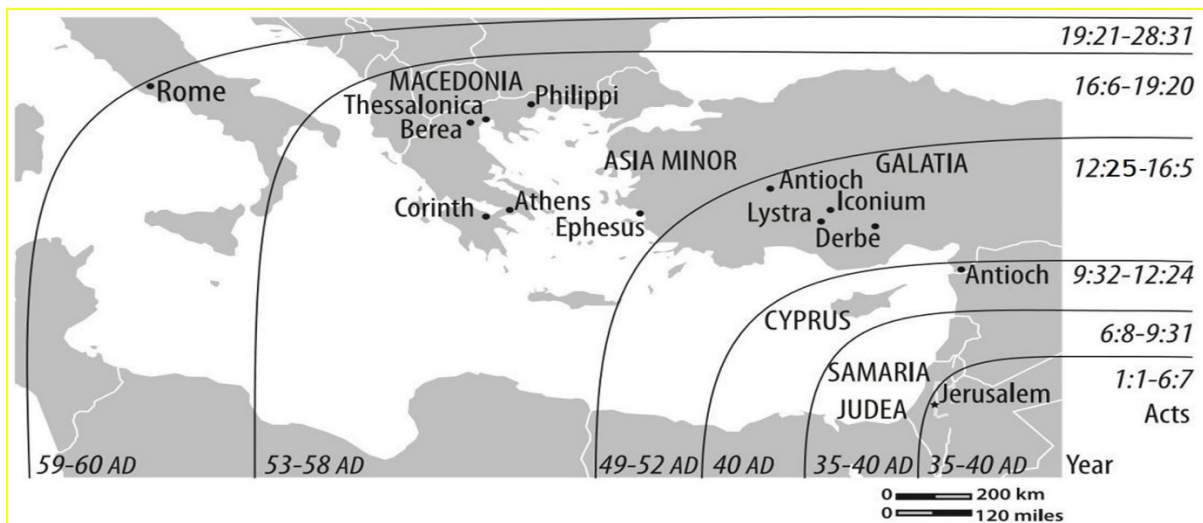 19:21-28:31
MACEDONIA
16:6-19:20
Rome
Thessalonica
Philippi
Berea
ASIA MINOR
GALATIA
12:25-16:5
Antioch
Corinth
Athens
Lystra
Iconium
Ephesus
Derbe
Antioch
9:32-12:24
CYPRUS
6:8-9:31
SAMARIA
1:1-6:7
JUDEA
Jerusalem
Acts
59-60 AD
53-58 AD
49-52 AD
40 AD
35-40 AD
35-40 AD
Year
0 200 km
0 120 miles